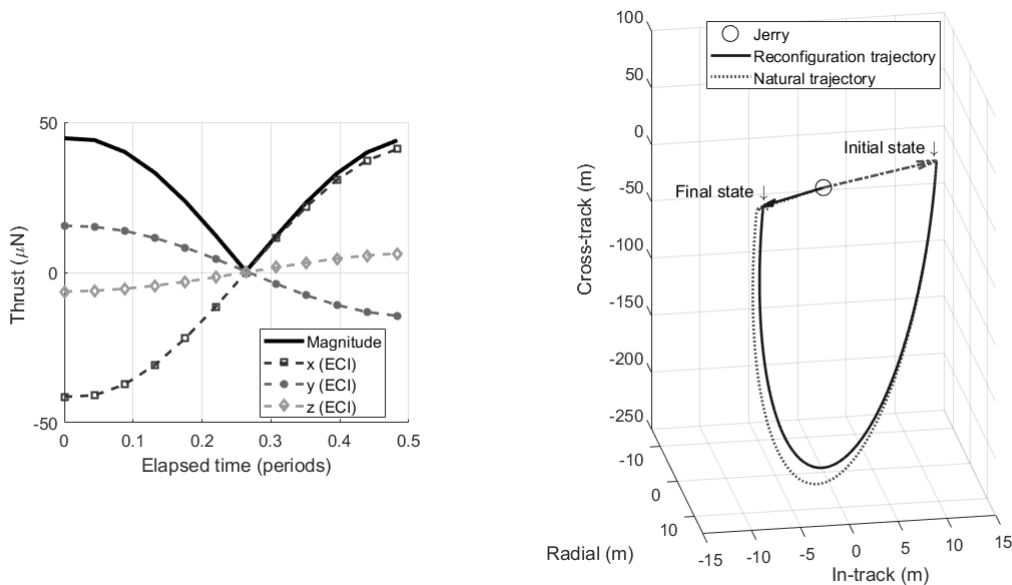 50
0
-50
Thrust (μN)
0
0.1
0.2
0.3
0.4
0.5
Elapsed time (periods)
Magnitude
x (ECI)
y (ECI)
z (ECI)
100
50
0
-50
-100
-150
-200
-250
Cross-track (m)
Jerry
Reconfiguration trajectory
Natural trajectory
Initial state ↓
Final state ↓
-10
0
10
Radial (m)
-15
-10
-5
0
5
10
15
In-track (m)